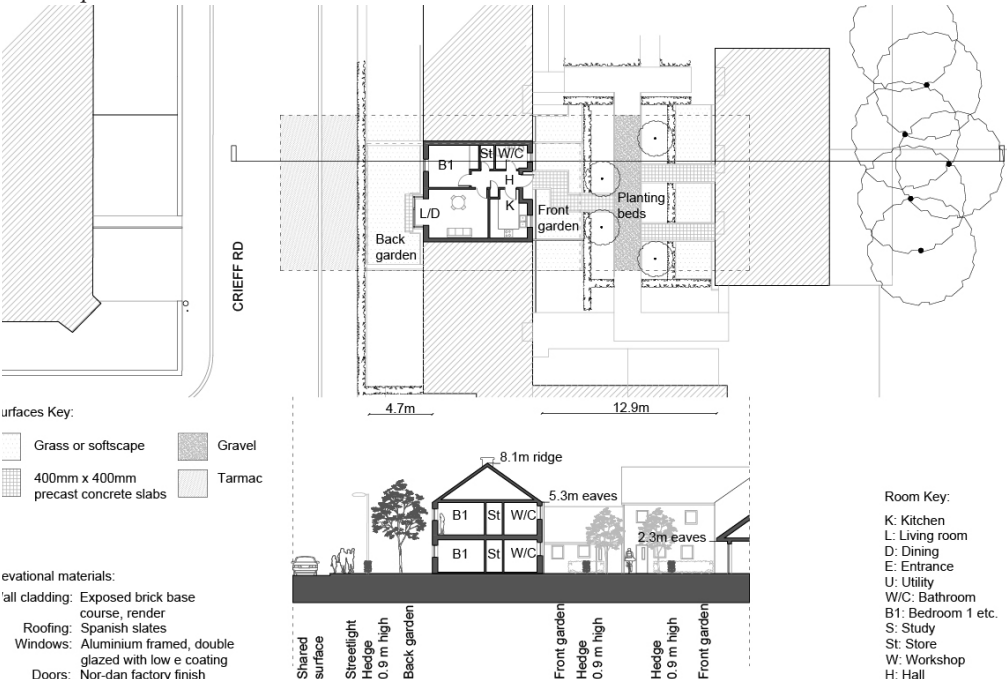 B1
St
W/C
H
K
L/D
Back
garden
Front
garden
Planting
beds
CRIEFF RD
4.7m
12.9m
urfaces Key:
Grass or softscape
Gravel
400mm x 400mm
precast concrete slabs
Tarmac
8.1m ridge
5.3m eaves
2.3m eaves
B1
St
W/C
B1
St
W/C
Shared
surface
Streetlight
Hedge
0.9 m high
Back garden
Front garden
Hedge
0.9 m high
Hedge
0.9 m high
Front garden
evational materials:
all cladding: Exposed brick base
course, render
Roofing: Spanish slates
Windows: Aluminium framed, double
glazed with low e coating
Doors: Nor-dan factory finish
Room Key:
K: Kitchen
L: Living room
D: Dining
E: Entrance
U: Utility
W/C: Bathroom
B1: Bedroom 1 etc.
S: Study
St: Store
W: Workshop
H: Hall